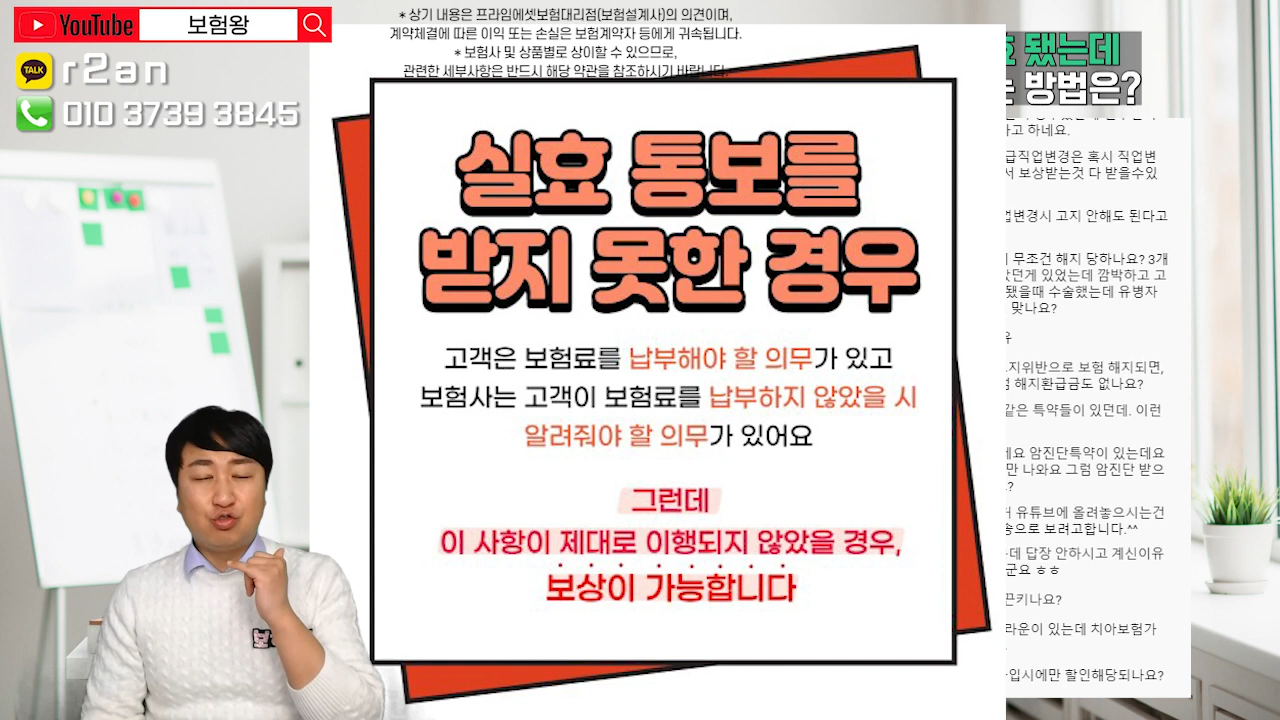 YouTube 보험왕
TALK r2an
010 3739 3845
* 상기 내용은 프라임에셋보험대리점(보험설계사)의 의견이며,
계약체결에 따른 이익 또는 손실은 보험계약자 등에게 귀속됩니다.
* 보험사 및 상품별로 상이할 수 있으므로,
관련한 세부사항은 반드시 해당 약관을 참조하시기 바랍니다.
실효 통보를
받지 못한 경우
고객은 보험료를 납부해야 할 의무가 있고
보험사는 고객이 보험료를 납부하지 않았을 시
알려줘야 할 의무가 있어요
그런데
이 사항이 제대로 이행되지 않았을 경우,
보상이 가능합니다
됐는데
방법은?
하네요.
급직업변경은 혹시 직업변
보상받는것 다 받을수있
변경시 고지 안해도 된다고
무조건 해지 당하나요? 3개
있었는데 깜박하고 고
됐을때 수술했는데 유병자
맞나요?
지위반으로 보험 해지되면,
해지환급금도 없나요?
같은 특약들이 있던데. 이런
암진단특약이 있는데요
만 나와요 그럼 암진단 받으
유튜브에 올려놓으시는건
보려고합니다.^^
답장 안하시고 계신이유
군요 ㅎㅎ
끈키나요?
라운이 있는데 치아보험가
입시에만 할인해당되나요?